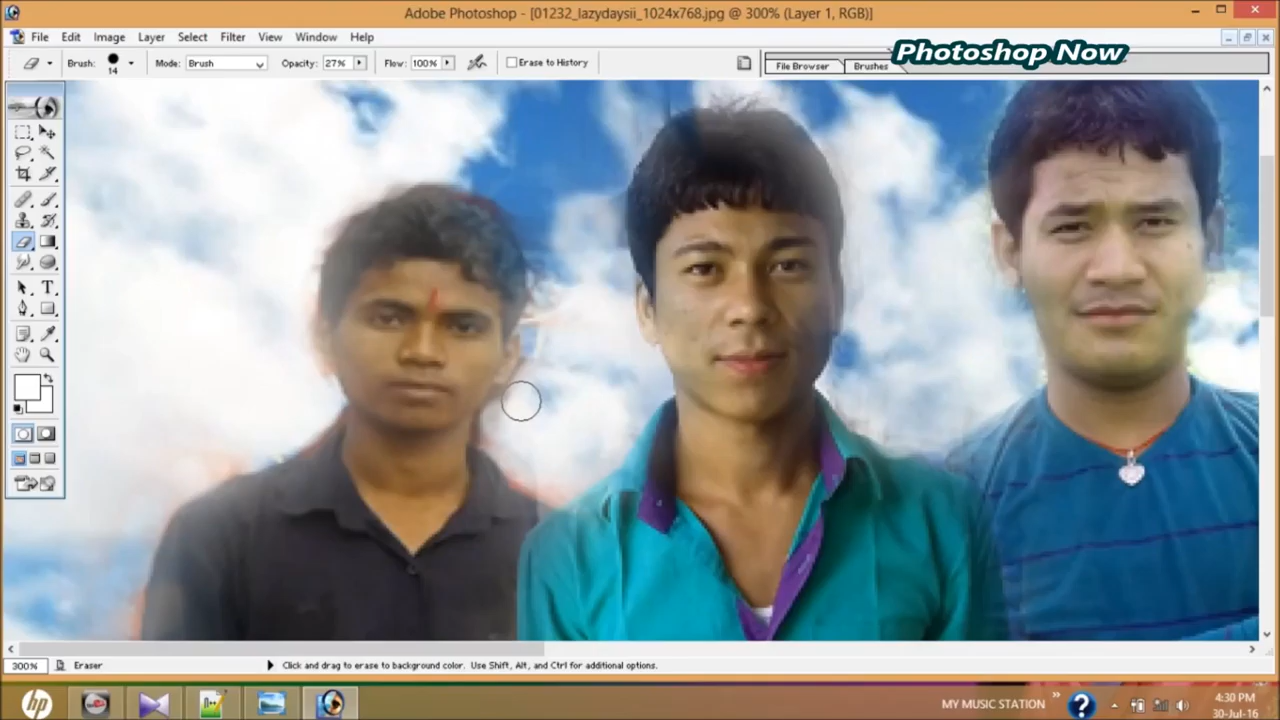 Adobe Photoshop - [01232_lazydaysii_1024x768.jpg @ 300% (Layer 1, RGB)]
File Edit Image Layer Select Filter View Window Help
Photoshop Now
Brush: 14 Mode: Brush Opacity: 27% Flow: 100% Erase to History File Browser Brushes
T
300% Eraser Click and drag to erase to background color. Use Shift, Alt, and Ctrl for additional options.
hp MY MUSIC STATION » ? 4:30 PM
30-Jul-16